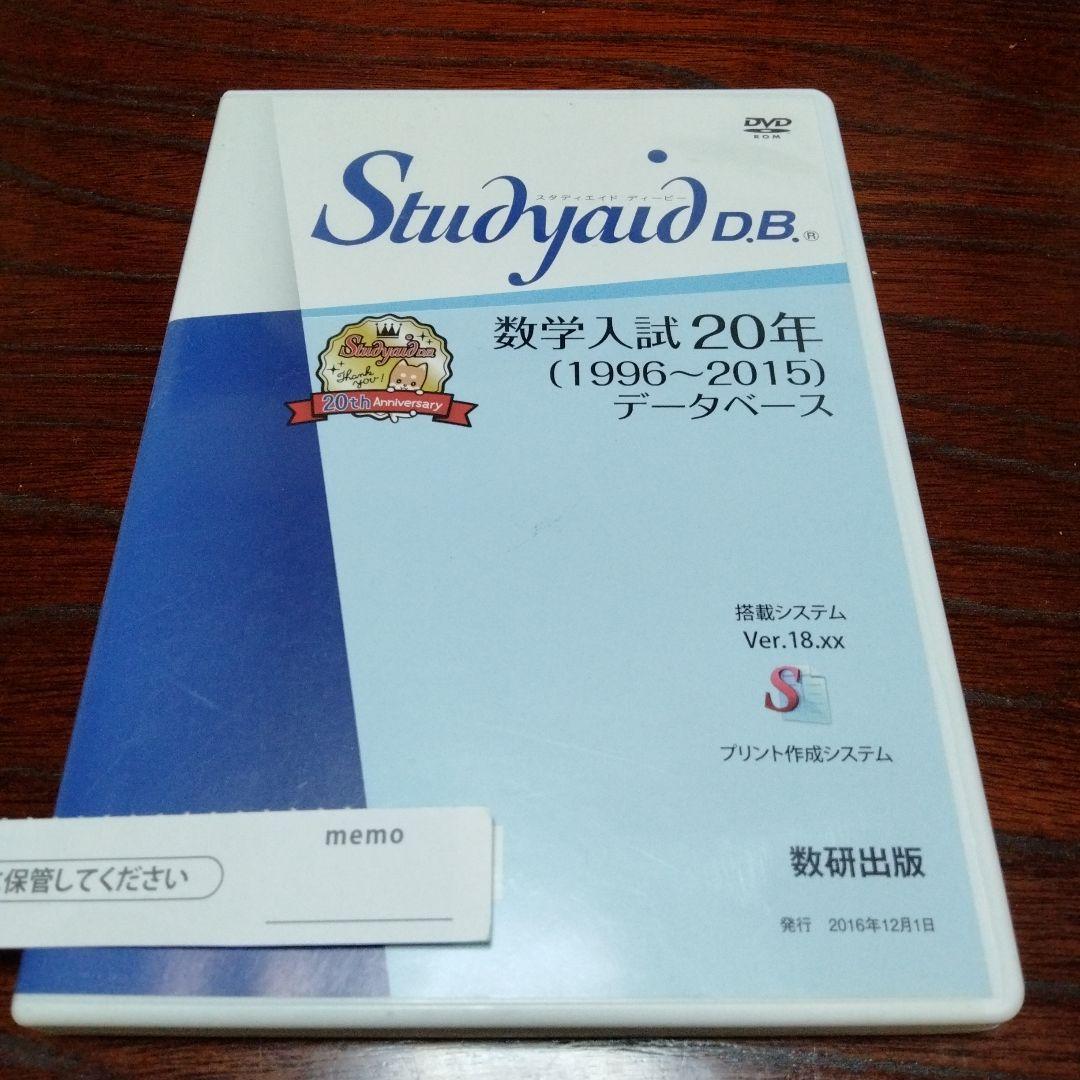 DVD
ROM
スタディエイド ディービー
Studyaid D.B.®
数学入試 20年
(1996~2015)
データベース
Studyaid D.B.
Thank you!
20th Anniversary
搭載システム
Ver.18.xx
S
プリント作成システム
memo
保管してください
数研出版
発行 2016年12月1日